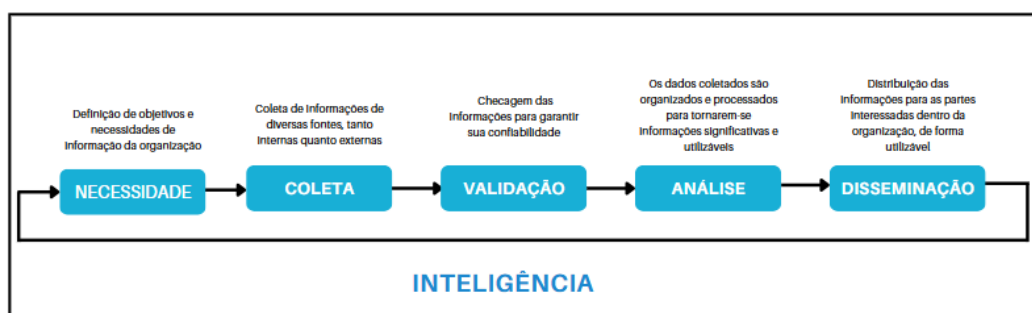 Definição de objetivos e
necessidades de
Informação da organização
NECESSIDADE
Coleta de Informações de
diversas fontes, tanto
Internas quanto externas
COLETA
Checagem das
Informações para garantir
sua confiabilidade
VALIDAÇÃO
Os dados coletados são
organizados e processados
para tornarem-se
Informações significativas e
utilizáveis
ANÁLISE
Distribuição das
Informações para as partes
Interessadas dentro da
organização, de forma
utilizável
DISSEMINAÇÃO
INTELIGÊNCIA